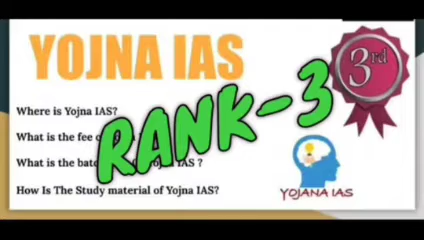 YOJNA IAS
3rd
Where is Yojna IAS?
What is the fee
RANK-3
What is the batc IAS ?
How Is The Study material of Yojna IAS?
YOJANA IAS